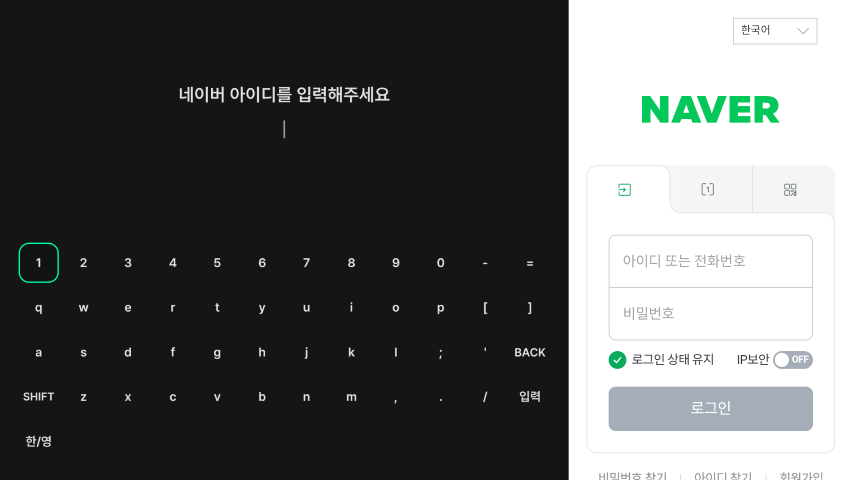 네이버 아이디를 입력해주세요
1 2 3 4 5 6 7 8 9 0 - =
q w e r t y u i o p [ ]
a s d f g h j k l ; ' BACK
SHIFT z x c v b n m , . / 입력
한/영
한국어
NAVER
1
아이디 또는 전화번호
비밀번호
로그인 상태 유지 IP보안 OFF
로그인
비밀번호 찾기 | 아이디 찾기 | 회원가입